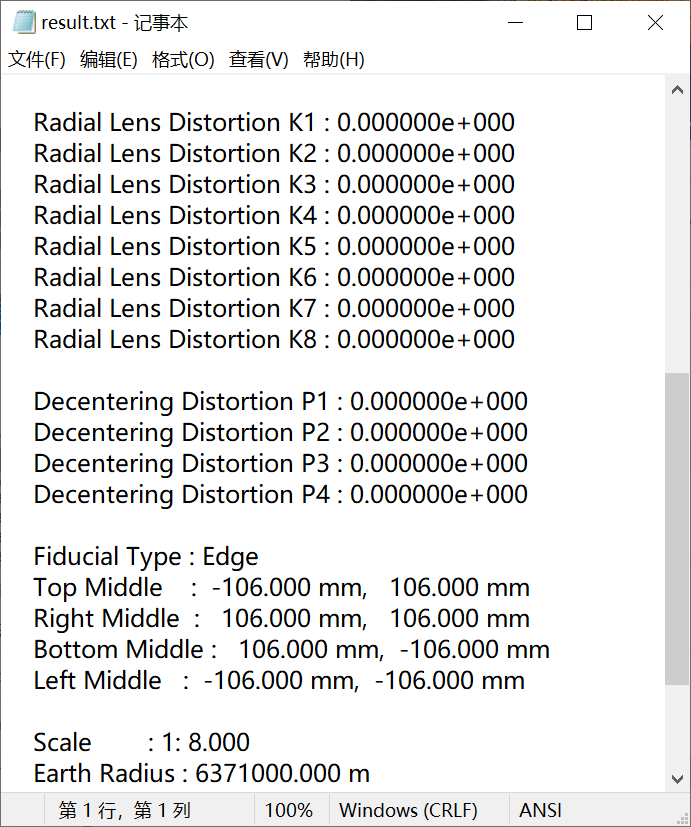 result.txt - 记事本
文件(F) 编辑(E) 格式(O) 查看(V) 帮助(H)
Radial Lens Distortion K1 : 0.000000e+000
Radial Lens Distortion K2 : 0.000000e+000
Radial Lens Distortion K3 : 0.000000e+000
Radial Lens Distortion K4 : 0.000000e+000
Radial Lens Distortion K5 : 0.000000e+000
Radial Lens Distortion K6 : 0.000000e+000
Radial Lens Distortion K7 : 0.000000e+000
Radial Lens Distortion K8 : 0.000000e+000
Decentering Distortion P1 : 0.000000e+000
Decentering Distortion P2 : 0.000000e+000
Decentering Distortion P3 : 0.000000e+000
Decentering Distortion P4 : 0.000000e+000
Fiducial Type : Edge
Top Middle    :  -106.000 mm,   106.000 mm
Right Middle  :   106.000 mm,   106.000 mm
Bottom Middle :   106.000 mm,  -106.000 mm
Left Middle   :  -106.000 mm,  -106.000 mm
Scale        : 1: 8.000
Earth Radius : 6371000.000 m
第 1 行，第 1 列 100% Windows (CRLF) ANSI